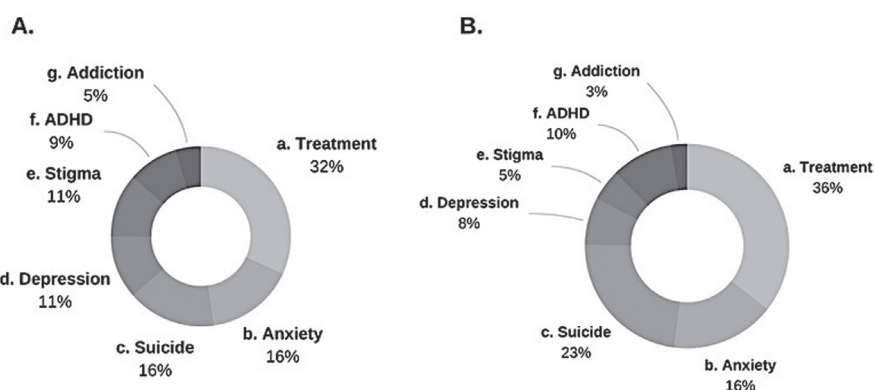 A.
g. Addiction
5%
f. ADHD
9%
e. Stigma
11%
d. Depression
11%
c. Suicide
16%
b. Anxiety
16%
a. Treatment
32%
B.
g. Addiction
3%
f. ADHD
10%
e. Stigma
5%
d. Depression
8%
c. Suicide
23%
b. Anxiety
16%
a. Treatment
36%